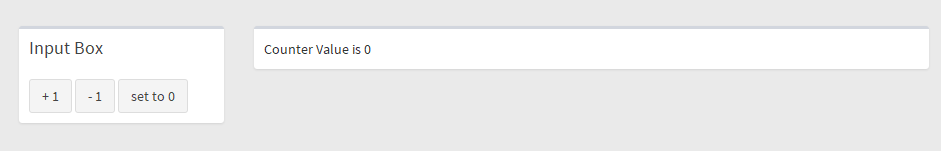 Input Box
+ 1
- 1
set to 0
Counter Value is 0